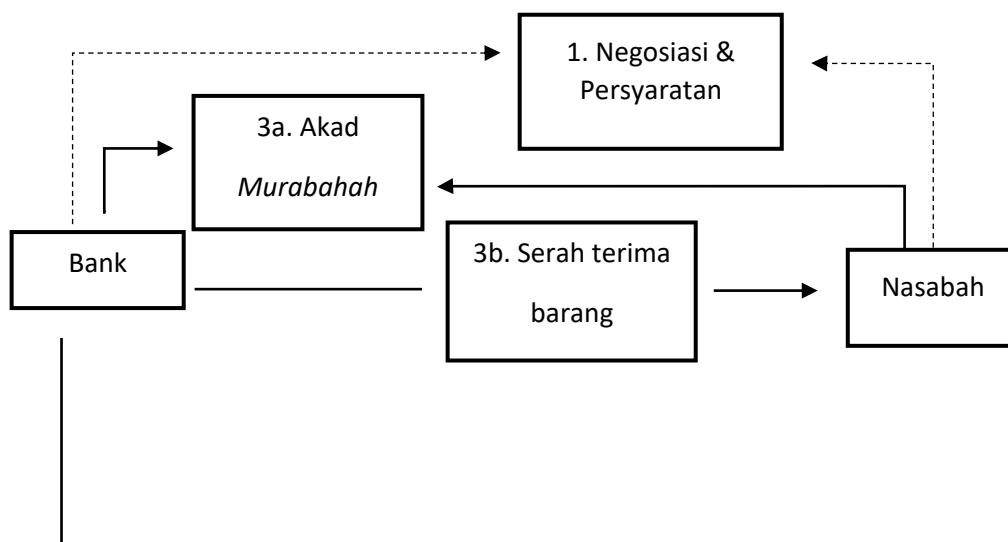 1. Negosiasi &
Persyaratan
3a. Akad
Murabahah
Bank
3b. Serah terima
barang
Nasabah